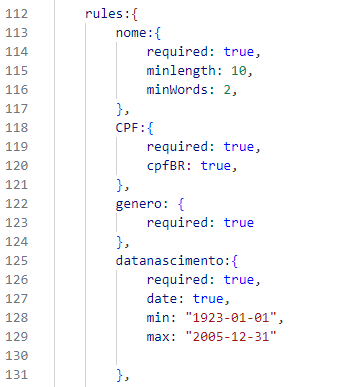 112 rules:{
113 nome:{
114 required: true,
115 minlength: 10,
116 minWords: 2,
117 },
118 CPF:{
119 required: true,
120 cpfBR: true,
121 },
122 genero: {
123 required: true
124 },
125 datanascimento:{
126 required: true,
127 date: true,
128 min: "1923-01-01",
129 max: "2005-12-31"
130
131 },